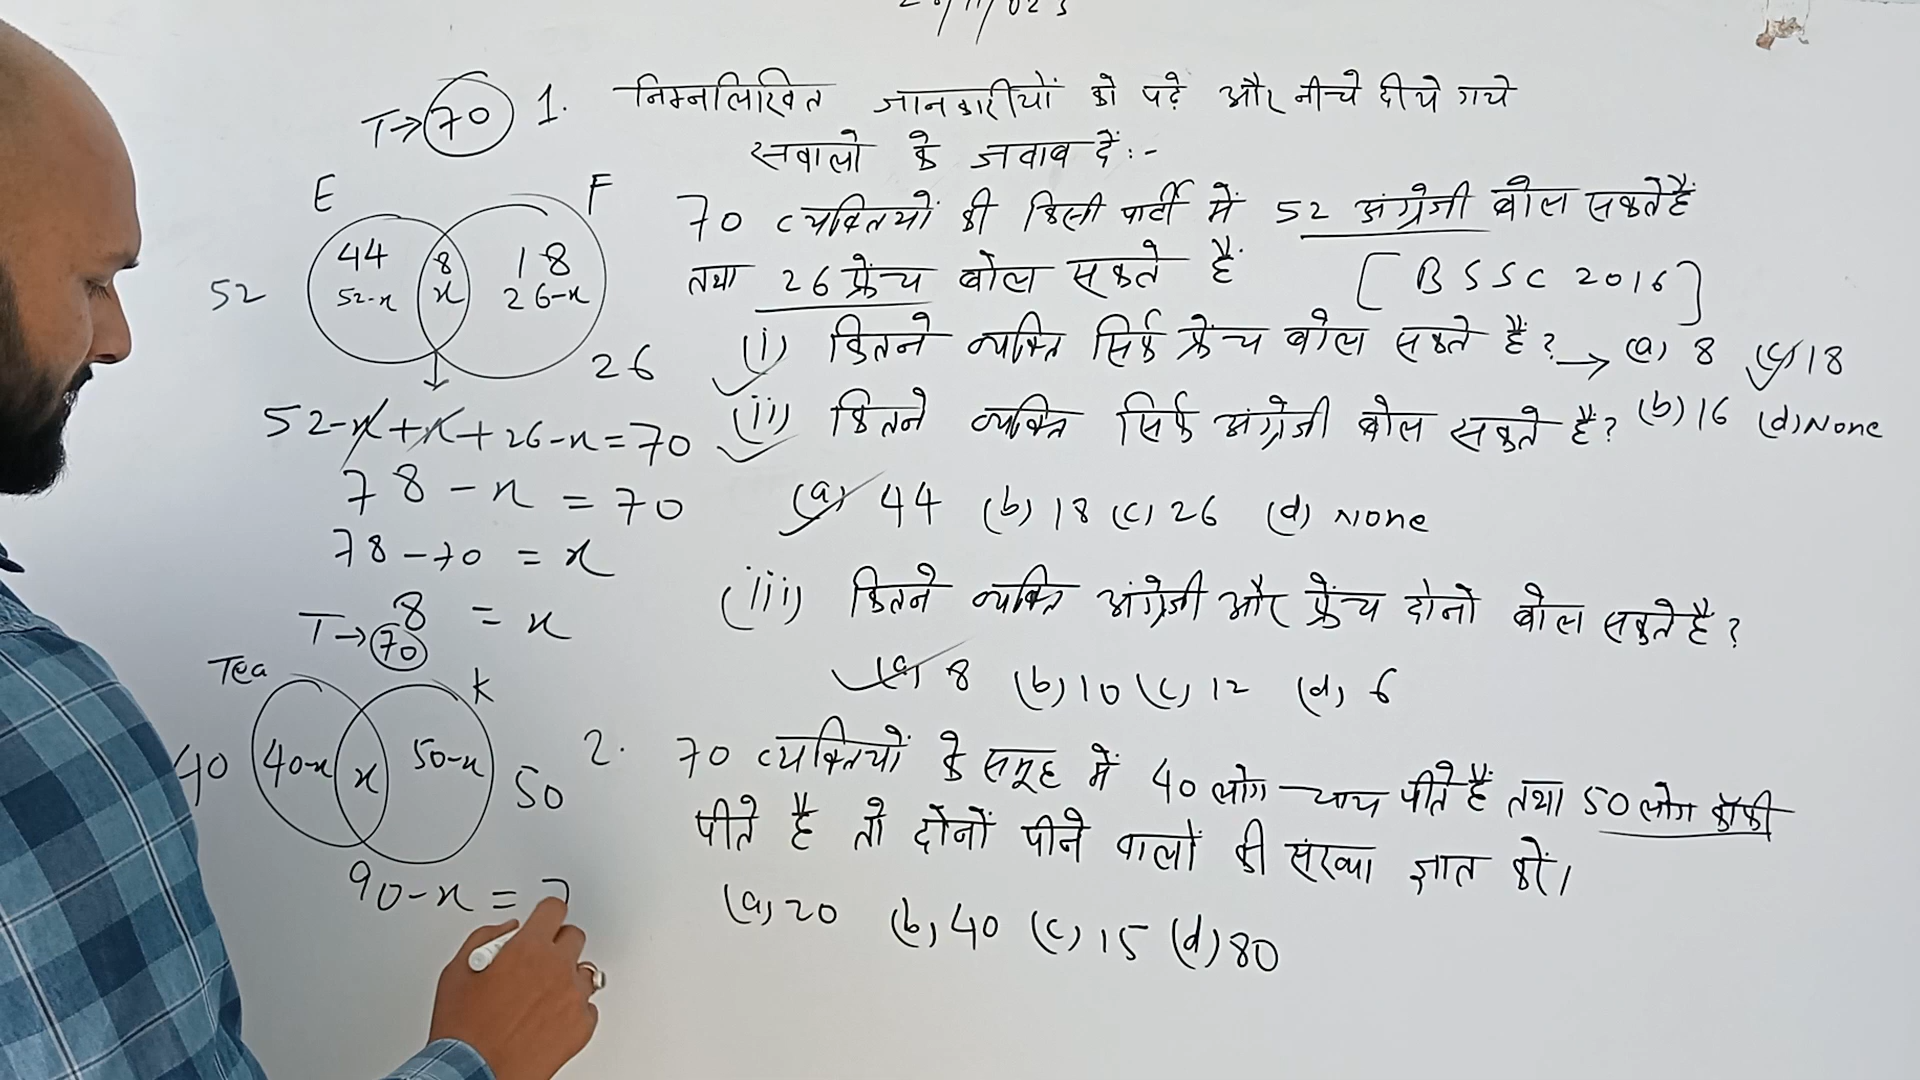 T→70
1. निम्नलिखित जानकारीयों को पढ़े और नीचे दीये गये
सवालो के जवाब दें:-
70 व्यक्तियों की किसी पार्टी में 52 अंग्रेजी बोल सकते हैं
तथा 26 फ्रेंच बोल सकते हैं [BSSC 2016]
(i) कितने व्यक्ति सिर्फ फ्रेंच बोल सकते हैं? → (a) 8 (c) 18
(b) 16 (d) None
(ii) कितने व्यक्ति सिर्फ अंग्रेजी बोल सकते हैं?
(a) 44 (b) 18 (c) 26 (d) None
(iii) कितने व्यक्ति अंग्रेजी और फ्रेंच दोनो बोल सकते है?
(a) 8 (b) 10 (c) 12 (d) 6
2. 70 व्यक्तियों के समूह में 40 लोग चाय पीते हैं तथा 50 लोग कॉफी
पीते हैं तो दोनों पीने वालों की संख्या ज्ञात करें।
(a) 20 (b) 40 (c) 15 (d) 80
E F
44 8 18
52 52-x x 26-x
26
52-x+x+26-x=70
78-x=70
78-70=x
8=x
T→70
Tea K
40 40-x x 50-x 50
90-x=7